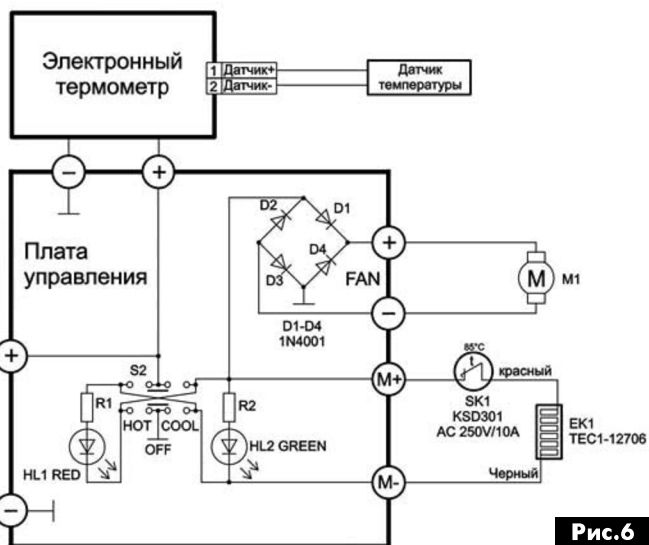 Электронный
термометр
1 Датчик+
2 Датчик-
Датчик
температуры
−
+
Плата
управления
D2
D1
D3
D4
FAN
+
−
M
M1
D1-D4
1N4001
+
S2
R1
HOT
COOL
OFF
HL1 RED
R2
HL2 GREEN
M+
M-
85°C
t
SK1
KSD301
AC 250V/10A
красный
EK1
TEC1-12706
Черный
−
Рис.6